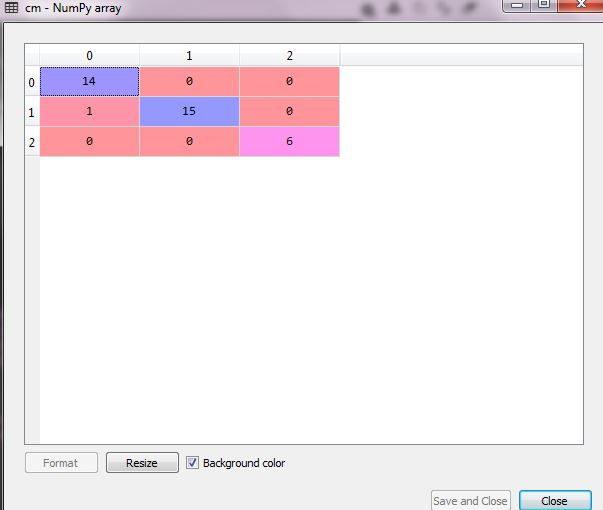 cm - NumPy array
0 1 2
0 14 0 0
1 1 15 0
2 0 0 6
Format Resize Background color
Save and Close Close